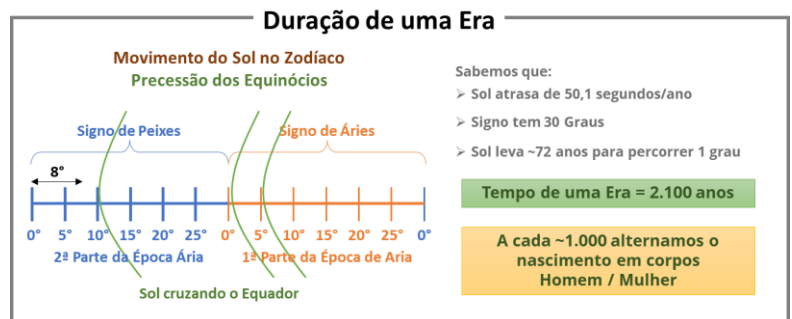 Duração de uma Era
Movimento do Sol no Zodíaco
Precessão dos Equinócios
Signo de Peixes
Signo de Áries
8°
0° 5° 10° 15° 20° 25° 0° 5° 10° 15° 20° 25° 0°
2ª Parte da Época Ária
1ª Parte da Época de Aria
Sol cruzando o Equador
Sabemos que:
➢ Sol atrasa de 50,1 segundos/ano
➢ Signo tem 30 Graus
➢ Sol leva ~72 anos para percorrer 1 grau
Tempo de uma Era = 2.100 anos
A cada ~1.000 alternamos o
nascimento em corpos
Homem / Mulher